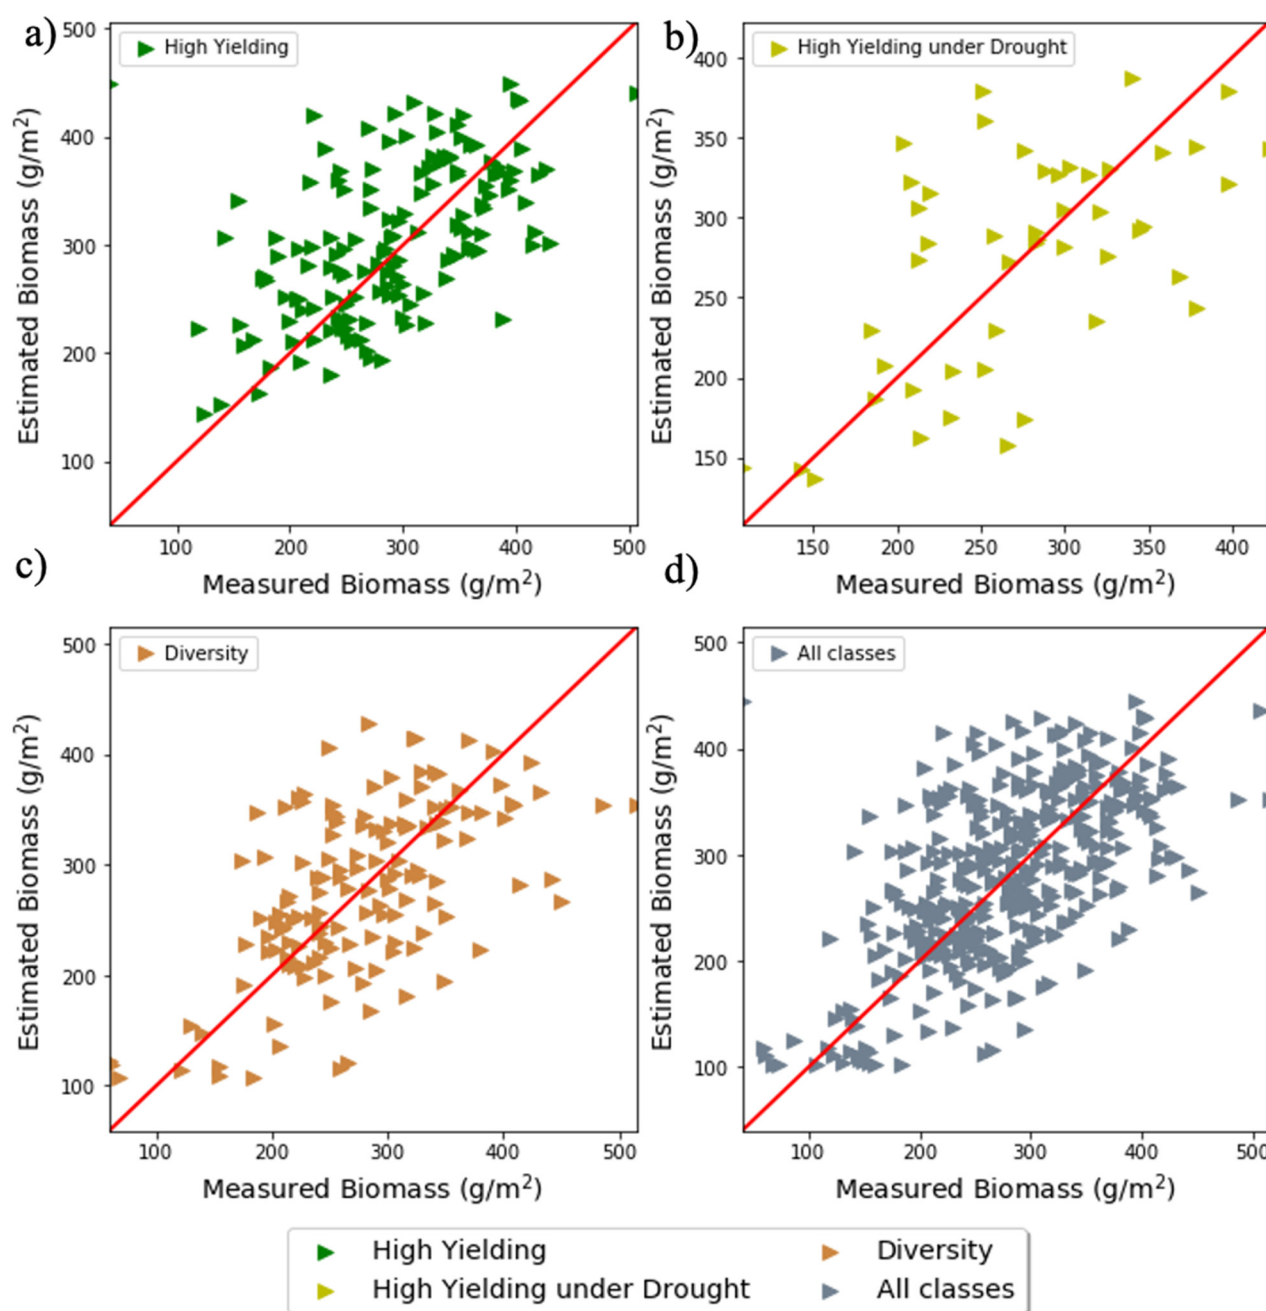 a)
High Yielding
500
400
300
200
100
Estimated Biomass (g/m²)
100 200 300 400 500
Measured Biomass (g/m²)
b)
High Yielding under Drought
400
350
300
250
200
150
Estimated Biomass (g/m²)
150 200 250 300 350 400
Measured Biomass (g/m²)
c)
Diversity
500
400
300
200
100
Estimated Biomass (g/m²)
100 200 300 400 500
Measured Biomass (g/m²)
d)
All classes
500
400
300
200
100
Estimated Biomass (g/m²)
100 200 300 400 500
Measured Biomass (g/m²)
High Yielding
High Yielding under Drought
Diversity
All classes